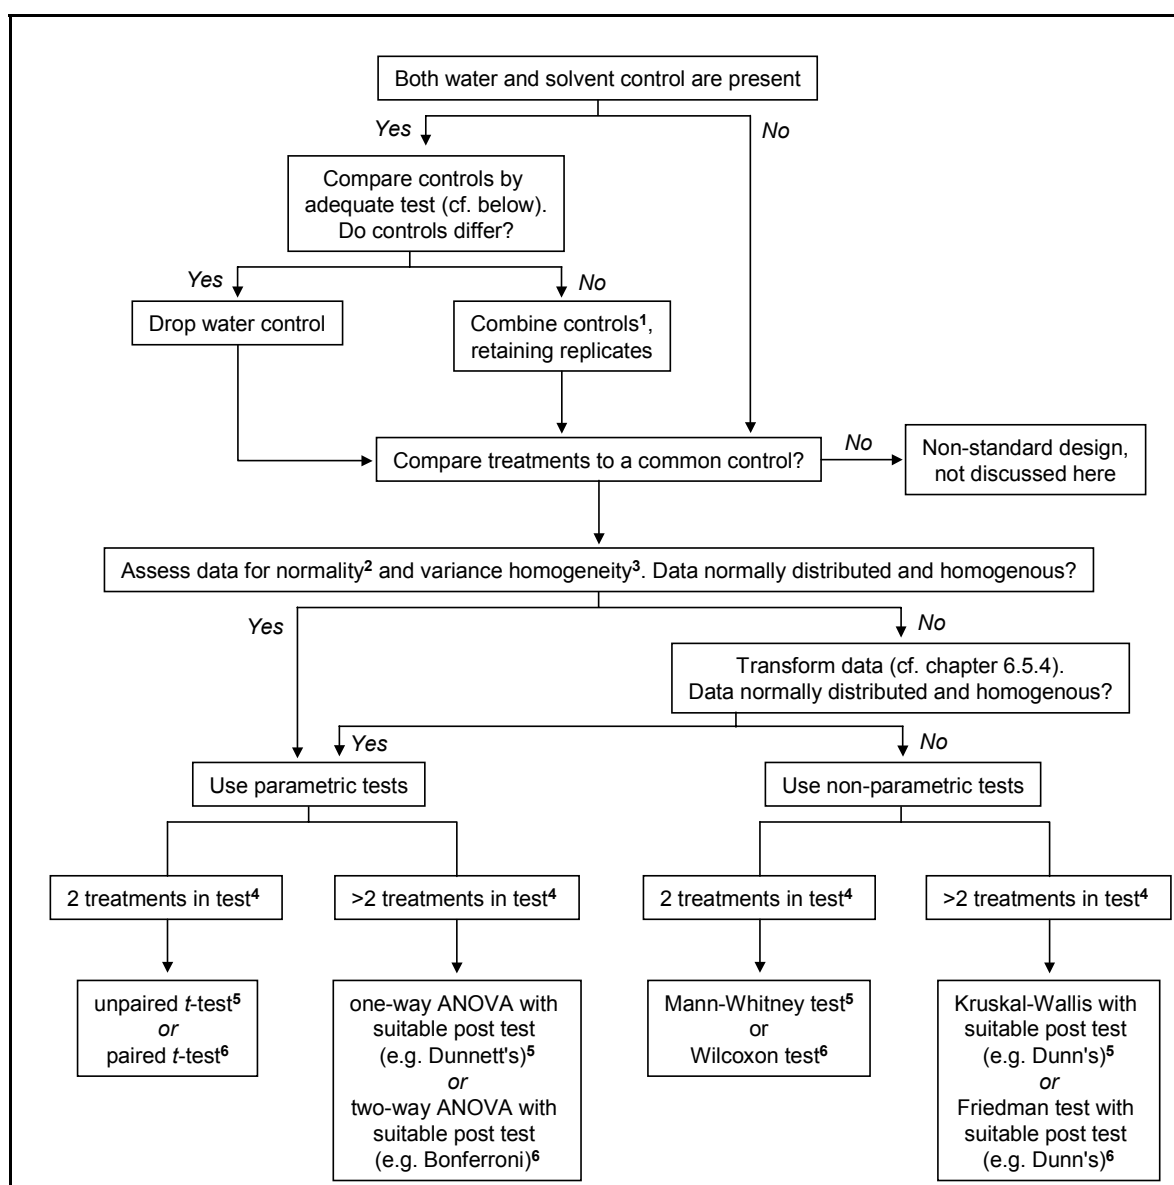 Both water and solvent control are present
Yes
No
Compare controls by
adequate test (cf. below).
Do controls differ?
Yes
No
Drop water control
Combine controls¹,
retaining replicates
Compare treatments to a common control?
No
Non-standard design,
not discussed here
Assess data for normality² and variance homogeneity³. Data normally distributed and homogenous?
Yes
No
Transform data (cf. chapter 6.5.4).
Data normally distributed and homogenous?
Yes
No
Use parametric tests
Use non-parametric tests
2 treatments in test⁴
>2 treatments in test⁴
2 treatments in test⁴
>2 treatments in test⁴
unpaired t-test⁵
or
paired t-test⁶
one-way ANOVA with
suitable post test
(e.g. Dunnett's)⁵
or
two-way ANOVA with
suitable post test
(e.g. Bonferroni)⁶
Mann-Whitney test⁵
or
Wilcoxon test⁶
Kruskal-Wallis with
suitable post test
(e.g. Dunn's)⁵
or
Friedman test with
suitable post test
(e.g. Dunn's)⁶